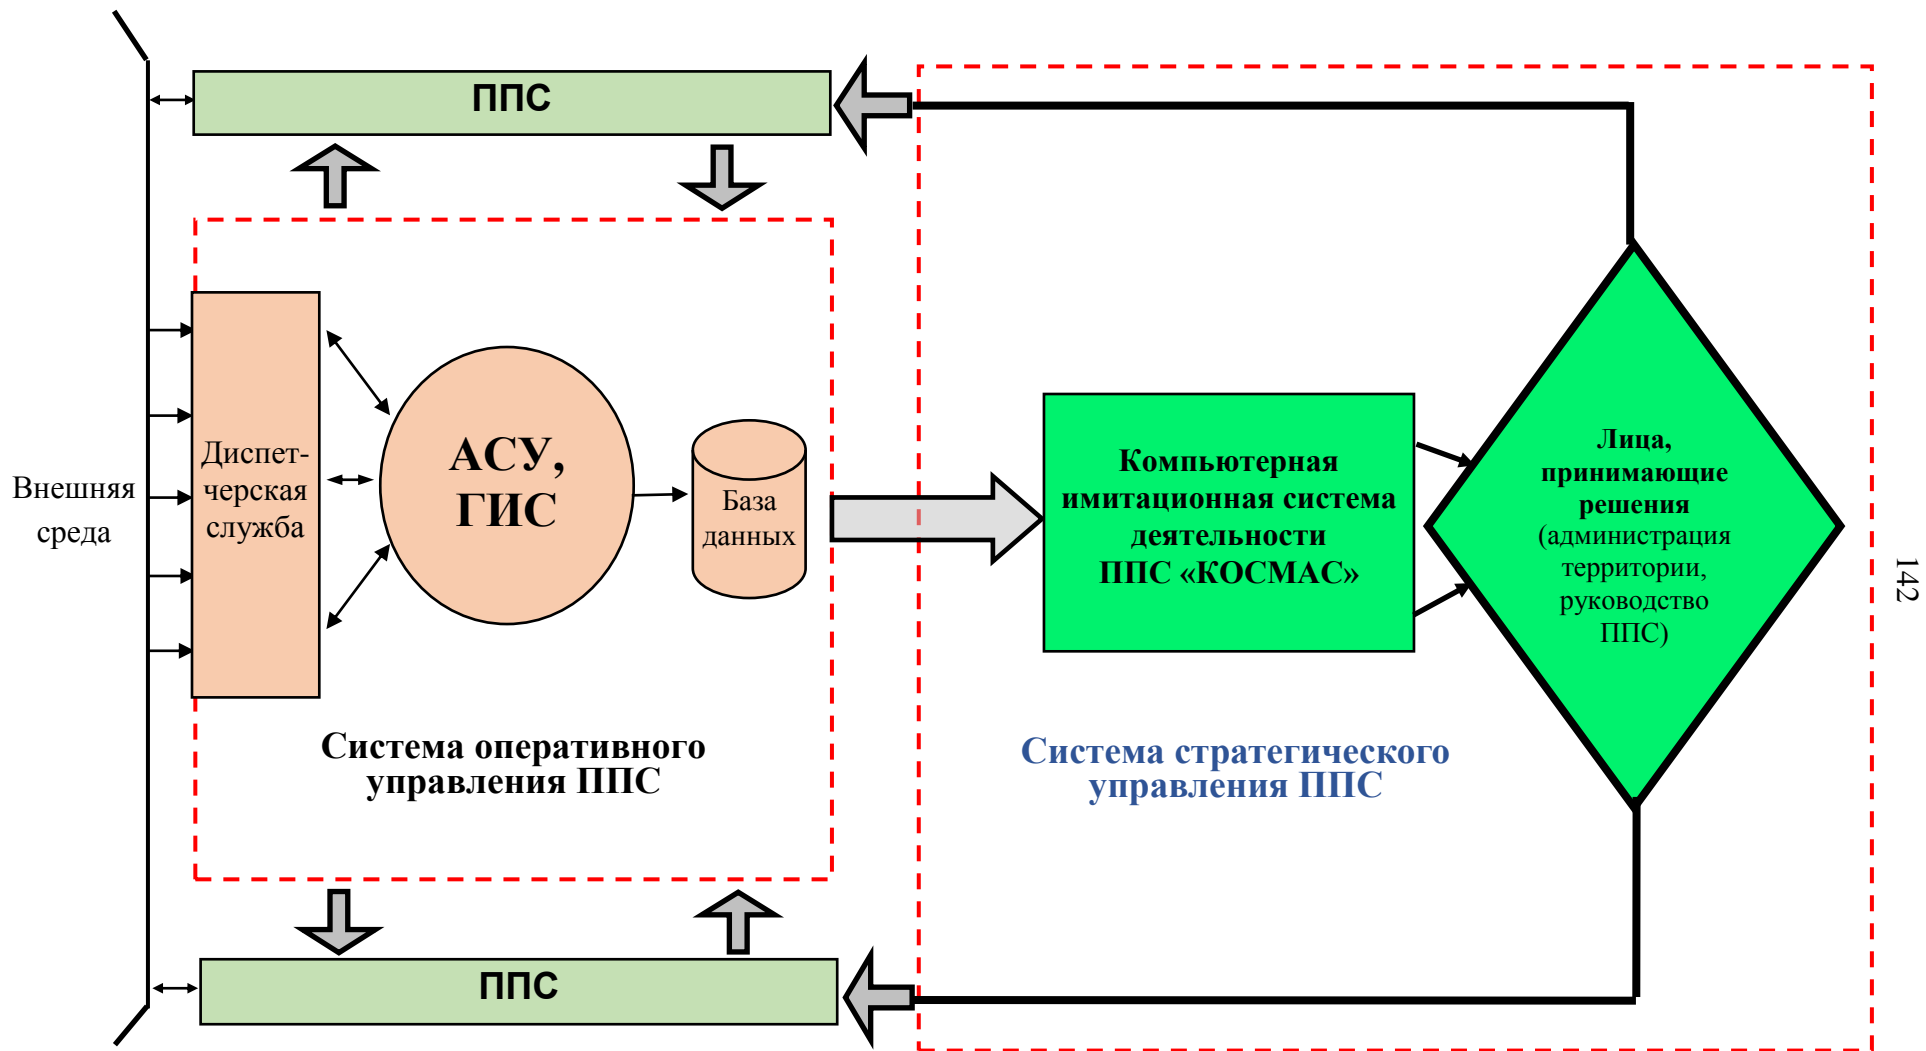 ППС
Внешняя
среда
Диспет-
черская
служба
АСУ,
ГИС
База
данных
Система оперативного
управления ППС
Компьютерная
имитационная система
деятельности
ППС «КОСМАС»
Лица,
принимающие
решения
(администрация
территории,
руководство
ППС)
Система стратегического
управления ППС
ППС
142